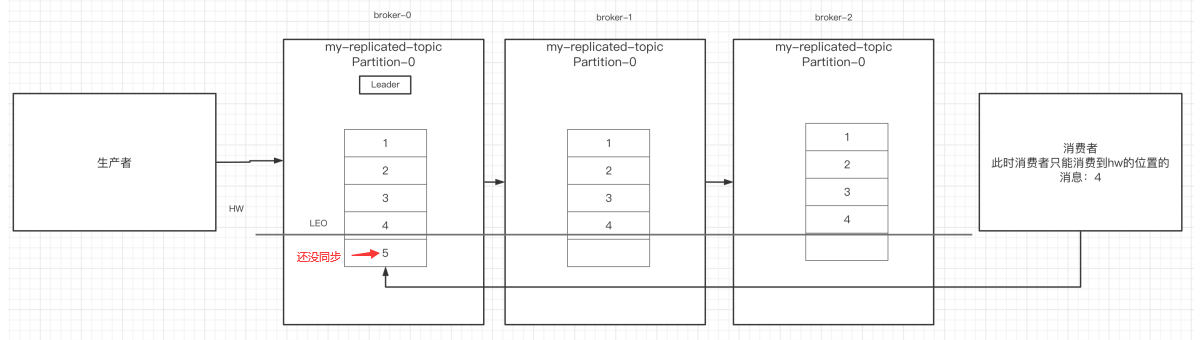 broker-0
broker-1
broker-2
my-replicated-topic
Partition-0
Leader
my-replicated-topic
Partition-0
my-replicated-topic
Partition-0
生产者
1
2
3
4
5
1
2
3
4
1
2
3
4
消费者
此时消费者只能消费到hw的位置的
消息：4
HW
LEO
还没同步